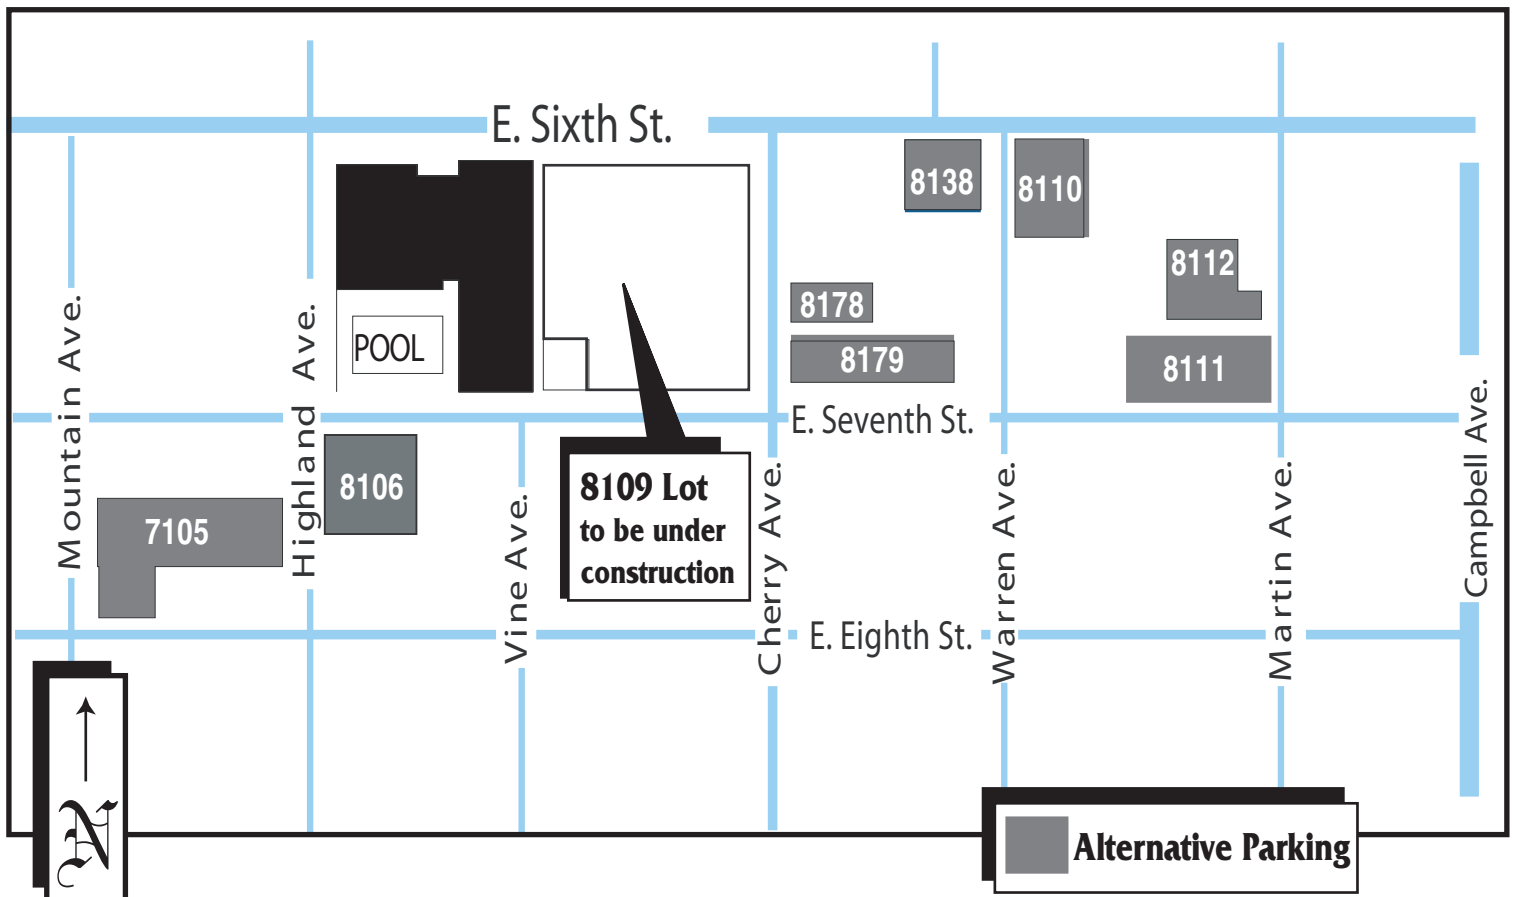 E. Sixth St.
8138
8110
8112
8178
8179
8111
POOL
Mountain Ave.
Highland Ave.
E. Seventh St.
Campbell Ave.
8106
7105
8109 Lot
to be under
construction
Vine Ave.
Cherry Ave.
Warren Ave.
Martin Ave.
E. Eighth St.
N
Alternative Parking